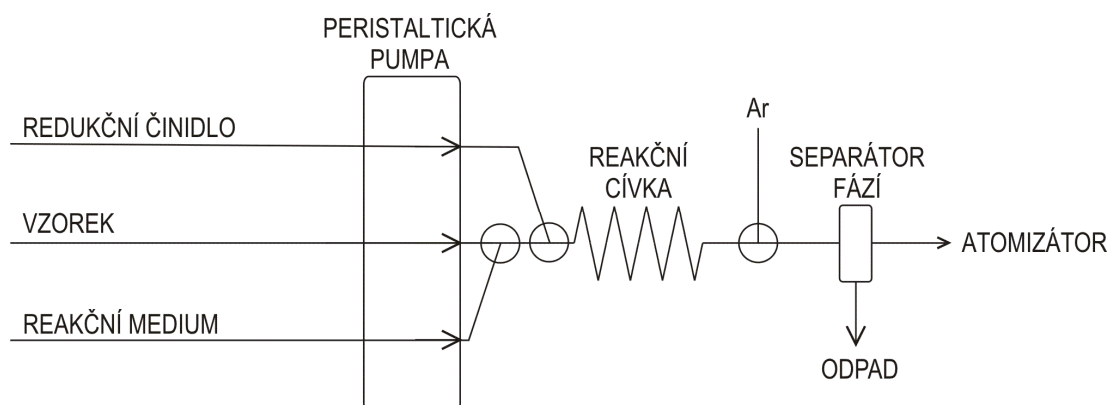 PERISTALTICKÁ
PUMPA
REDUKČNÍ ČINIDLO
VZOREK
REAKČNÍ MEDIUM
REAKČNÍ
CÍVKA
Ar
SEPARÁTOR
FÁZÍ
ATOMIZÁTOR
ODPAD